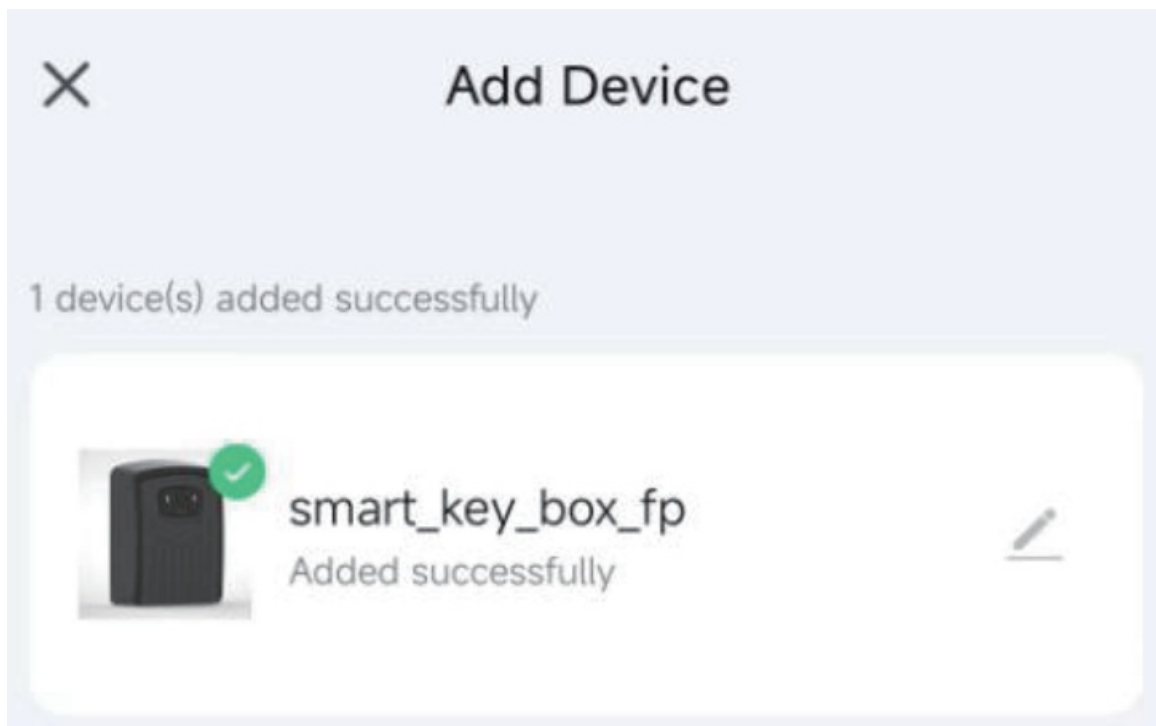 Add Device
1 device(s) added successfully
smart_key_box_fp
Added successfully